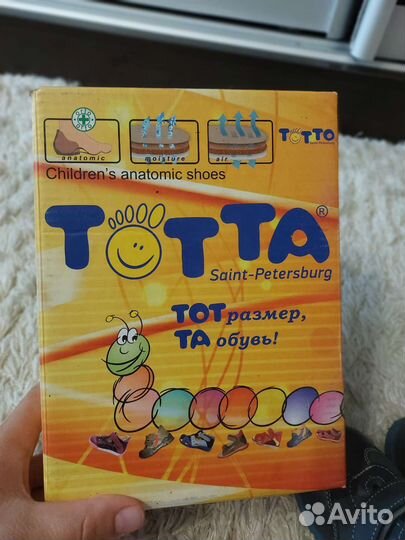 anatomic moisture air
TOTTO
Children's anatomic shoes
TOTTA®
Saint-Petersburg
ТОТ размер,
ТА обувь!
Avito